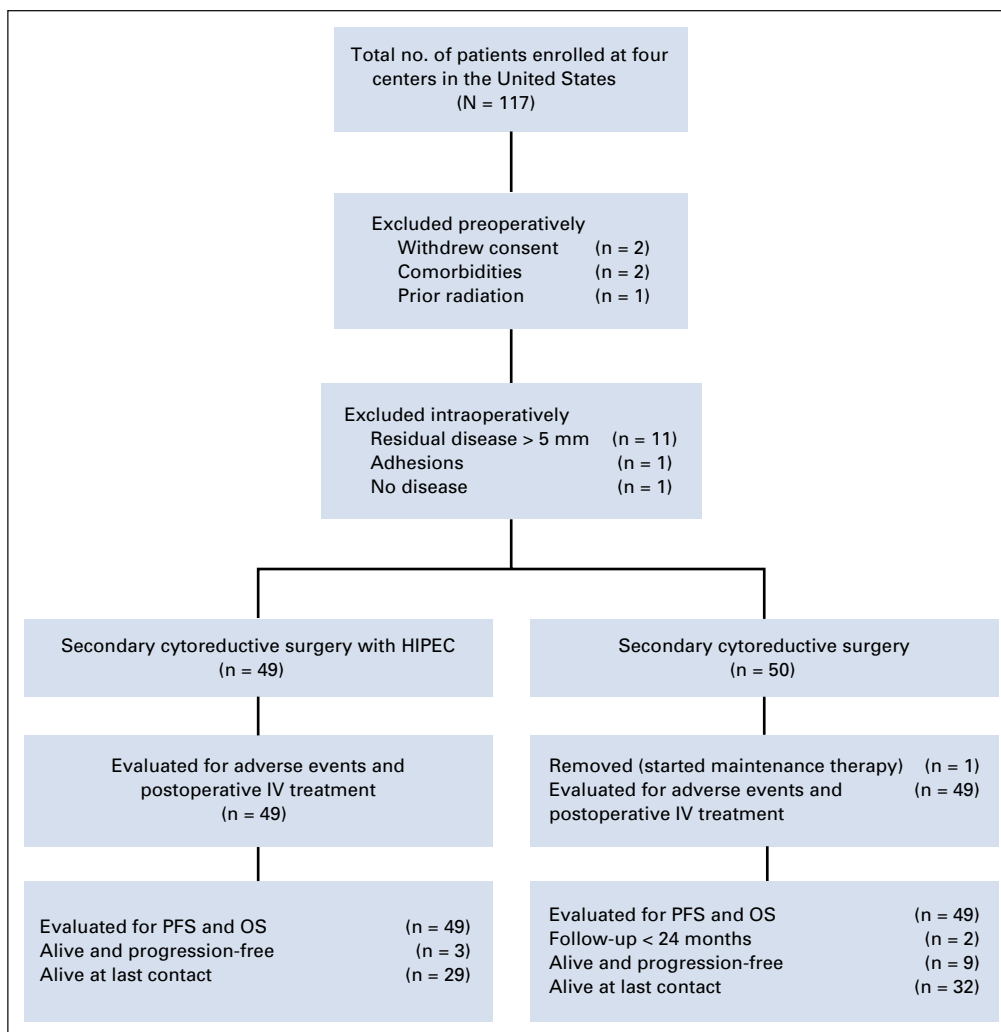 Total no. of patients enrolled at four
centers in the United States
(N = 117)
Excluded preoperatively
Withdrew consent (n = 2)
Comorbidities (n = 2)
Prior radiation (n = 1)
Excluded intraoperatively
Residual disease > 5 mm (n = 11)
Adhesions (n = 1)
No disease (n = 1)
Secondary cytoreductive surgery with HIPEC
(n = 49)
Secondary cytoreductive surgery
(n = 50)
Evaluated for adverse events and
postoperative IV treatment
(n = 49)
Removed (started maintenance therapy) (n = 1)
Evaluated for adverse events and (n = 49)
postoperative IV treatment
Evaluated for PFS and OS (n = 49)
Alive and progression-free (n = 3)
Alive at last contact (n = 29)
Evaluated for PFS and OS (n = 49)
Follow-up < 24 months (n = 2)
Alive and progression-free (n = 9)
Alive at last contact (n = 32)